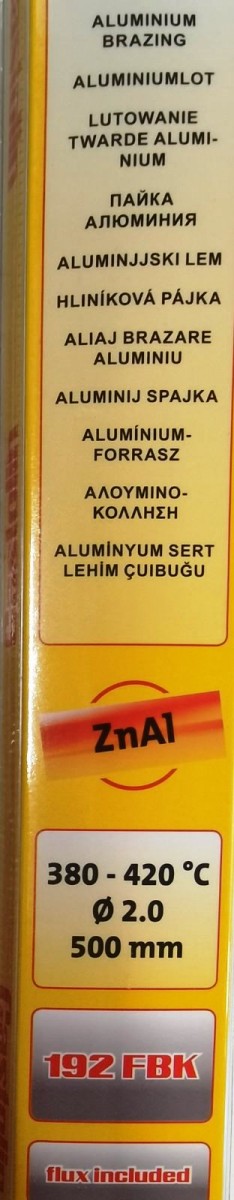 ALUMINIUM
BRAZING
ALUMINIUMLOT
LUTOWANIE
TWARDE ALUMI-
NIUM
ПАЙКА
АЛЮМИНИЯ
ALUMINJJSKI LEM
HLINÍKOVÁ PÁJKA
ALIAJ BRAZARE
ALUMINIU
ALUMINIJ SPAJKA
ALUMÍNIUM-
FORRASZ
ΑΛΟΥΜΙΝΟ-
ΚΟΛΛΗΣΗ
ALUMİNYUM SERT
LEHİM ÇUIBUĞU
ZnAl
380 - 420 °C
Ø 2.0
500 mm
192 FBK
flux included